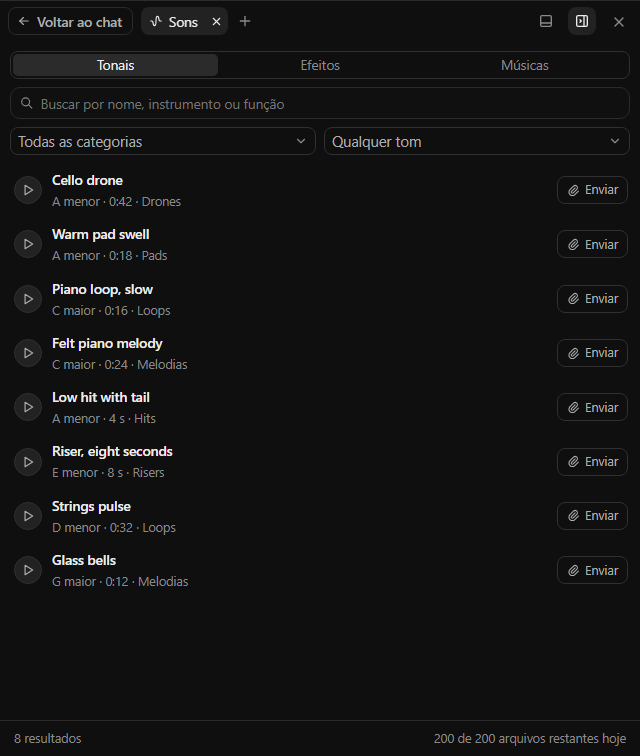 Voltar ao chat
Sons
Tonais
Efeitos
Músicas
Buscar por nome, instrumento ou função
Todas as categorias
Qualquer tom
Cello drone
A menor · 0:42 · Drones
Enviar
Warm pad swell
A menor · 0:18 · Pads
Enviar
Piano loop, slow
C maior · 0:16 · Loops
Enviar
Felt piano melody
C maior · 0:24 · Melodias
Enviar
Low hit with tail
A menor · 4 s · Hits
Enviar
Riser, eight seconds
E menor · 8 s · Risers
Enviar
Strings pulse
D menor · 0:32 · Loops
Enviar
Glass bells
G maior · 0:12 · Melodias
Enviar
8 resultados
200 de 200 arquivos restantes hoje